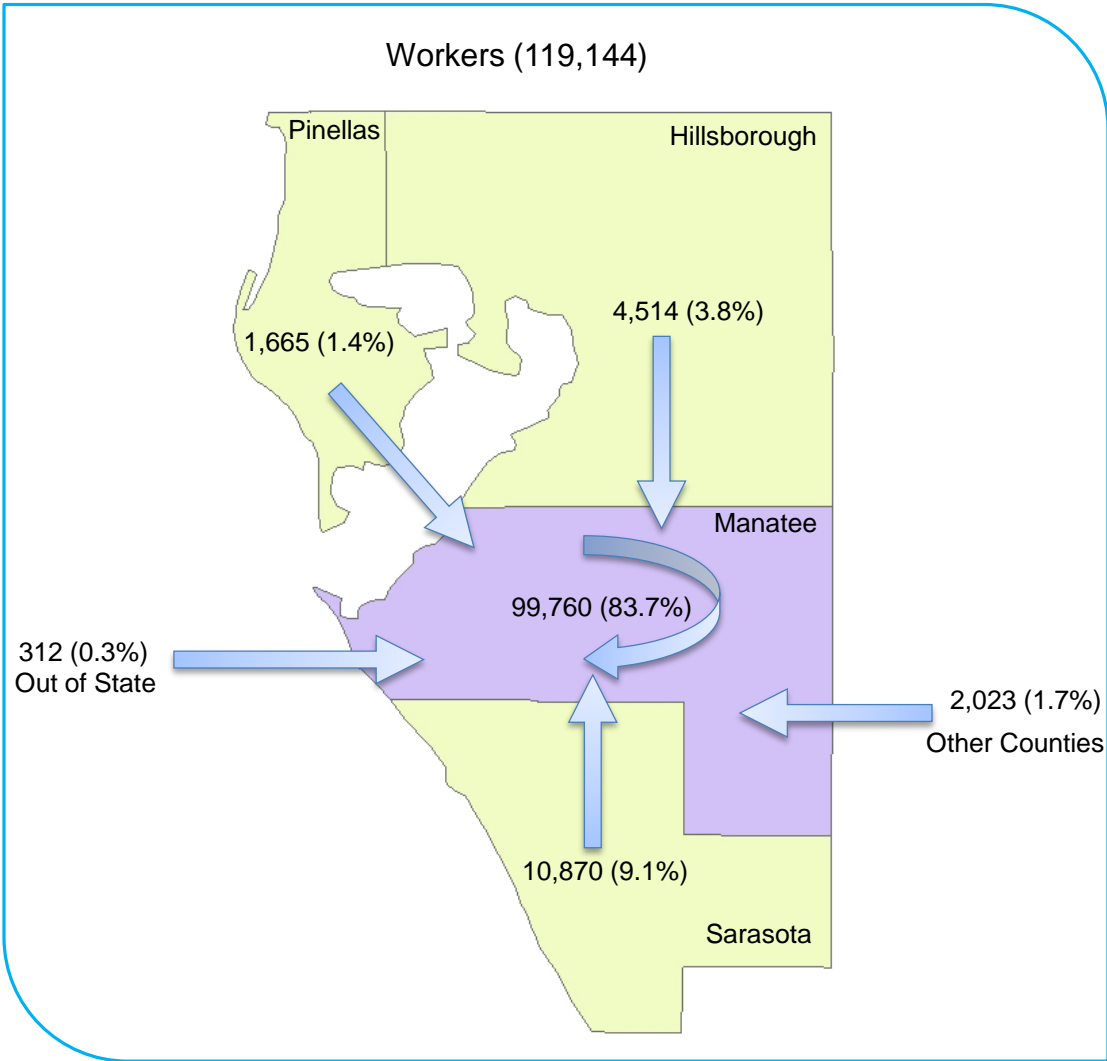 Workers (119,144)
Pinellas
Hillsborough
4,514 (3.8%)
1,665 (1.4%)
Manatee
99,760 (83.7%)
312 (0.3%)
Out of State
2,023 (1.7%)
Other Counties
10,870 (9.1%)
Sarasota